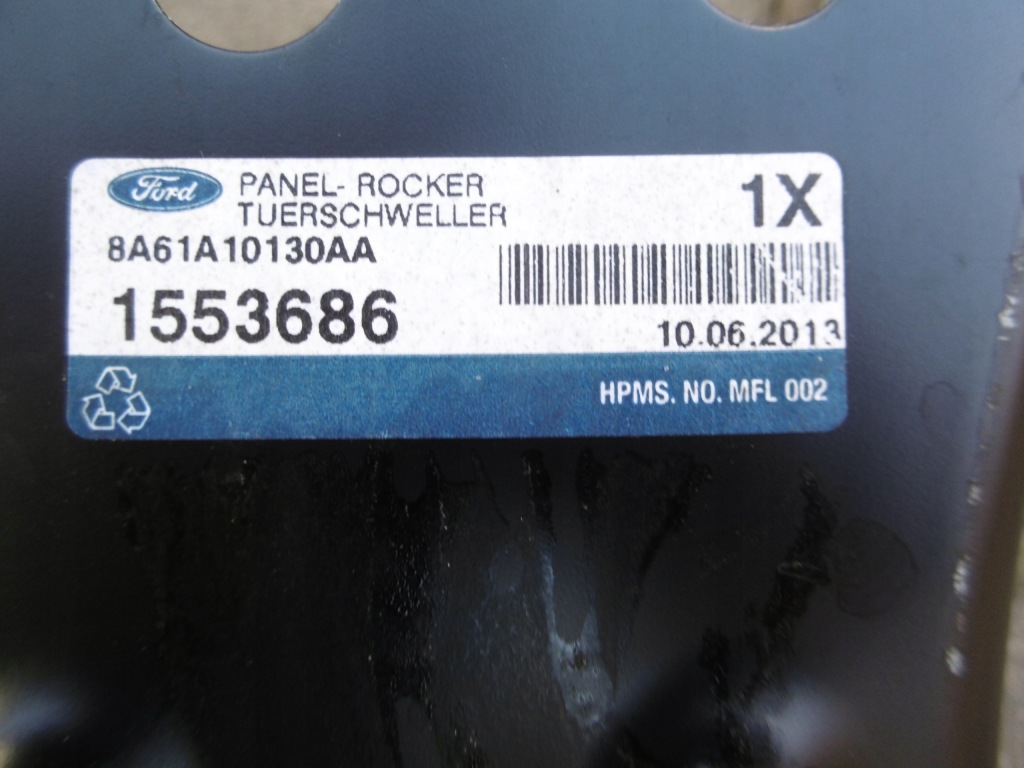 Ford
PANEL- ROCKER
TUERSCHWELLER
1X
8A61A10130AA
1553686
10.06.2013
HPMS. NO. MFL 002